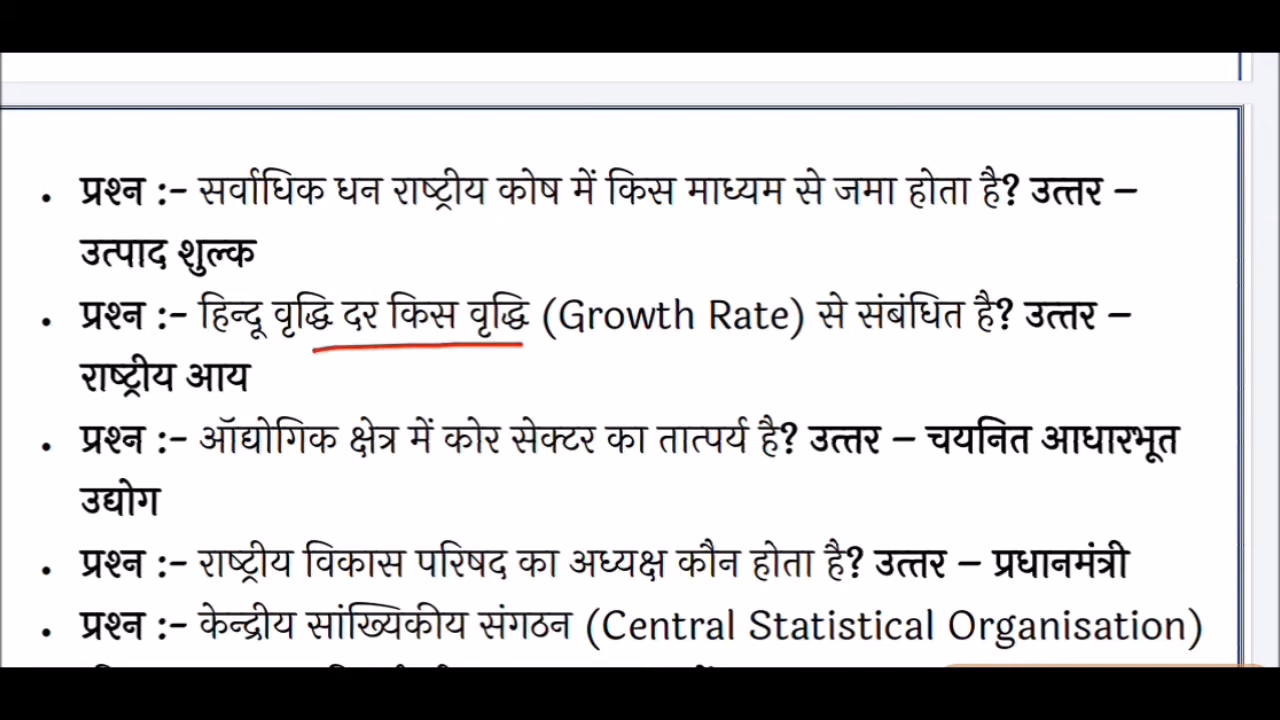 • प्रश्न :- सर्वाधिक धन राष्ट्रीय कोष में किस माध्यम से जमा होता है? उत्तर –
उत्पाद शुल्क
• प्रश्न :- हिन्दू वृद्धि दर किस वृद्धि (Growth Rate) से संबंधित है? उत्तर –
राष्ट्रीय आय
• प्रश्न :- ऑद्योगिक क्षेत्र में कोर सेक्टर का तात्पर्य है? उत्तर – चयनित आधारभूत
उद्योग
• प्रश्न :- राष्ट्रीय विकास परिषद का अध्यक्ष कौन होता है? उत्तर – प्रधानमंत्री
• प्रश्न :- केन्द्रीय सांख्यिकीय संगठन (Central Statistical Organisation)